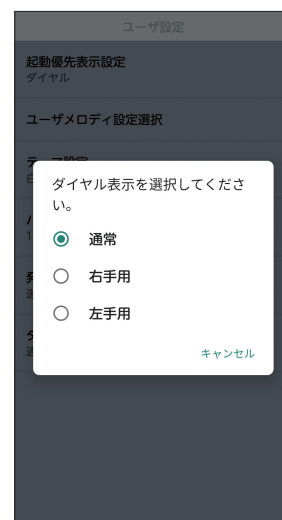 ユーザ設定
起動優先表示設定
ダイヤル
ユーザメロディ設定選択
ダイヤル表示を選択してくださ
い。
通常
右手用
左手用
キャンセル